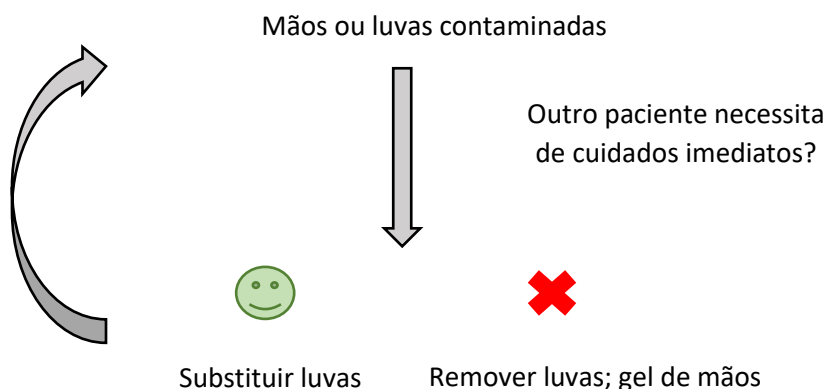 Mãos ou luvas contaminadas
Outro paciente necessita
de cuidados imediatos?
Substituir luvas
Remover luvas; gel de mãos